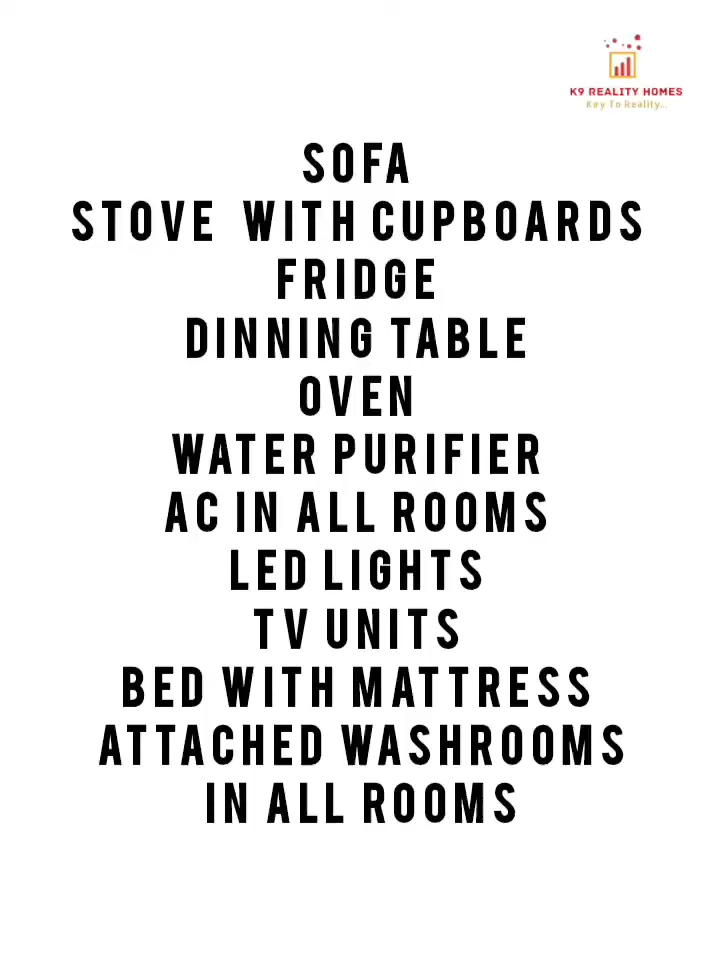 K9 REALITY HOMES
Key To Reality...
SOFA
STOVE WITH CUPBOARDS
FRIDGE
DINNING TABLE
OVEN
WATER PURIFIER
AC IN ALL ROOMS
LED LIGHTS
TV UNITS
BED WITH MATTRESS
ATTACHED WASHROOMS
IN ALL ROOMS